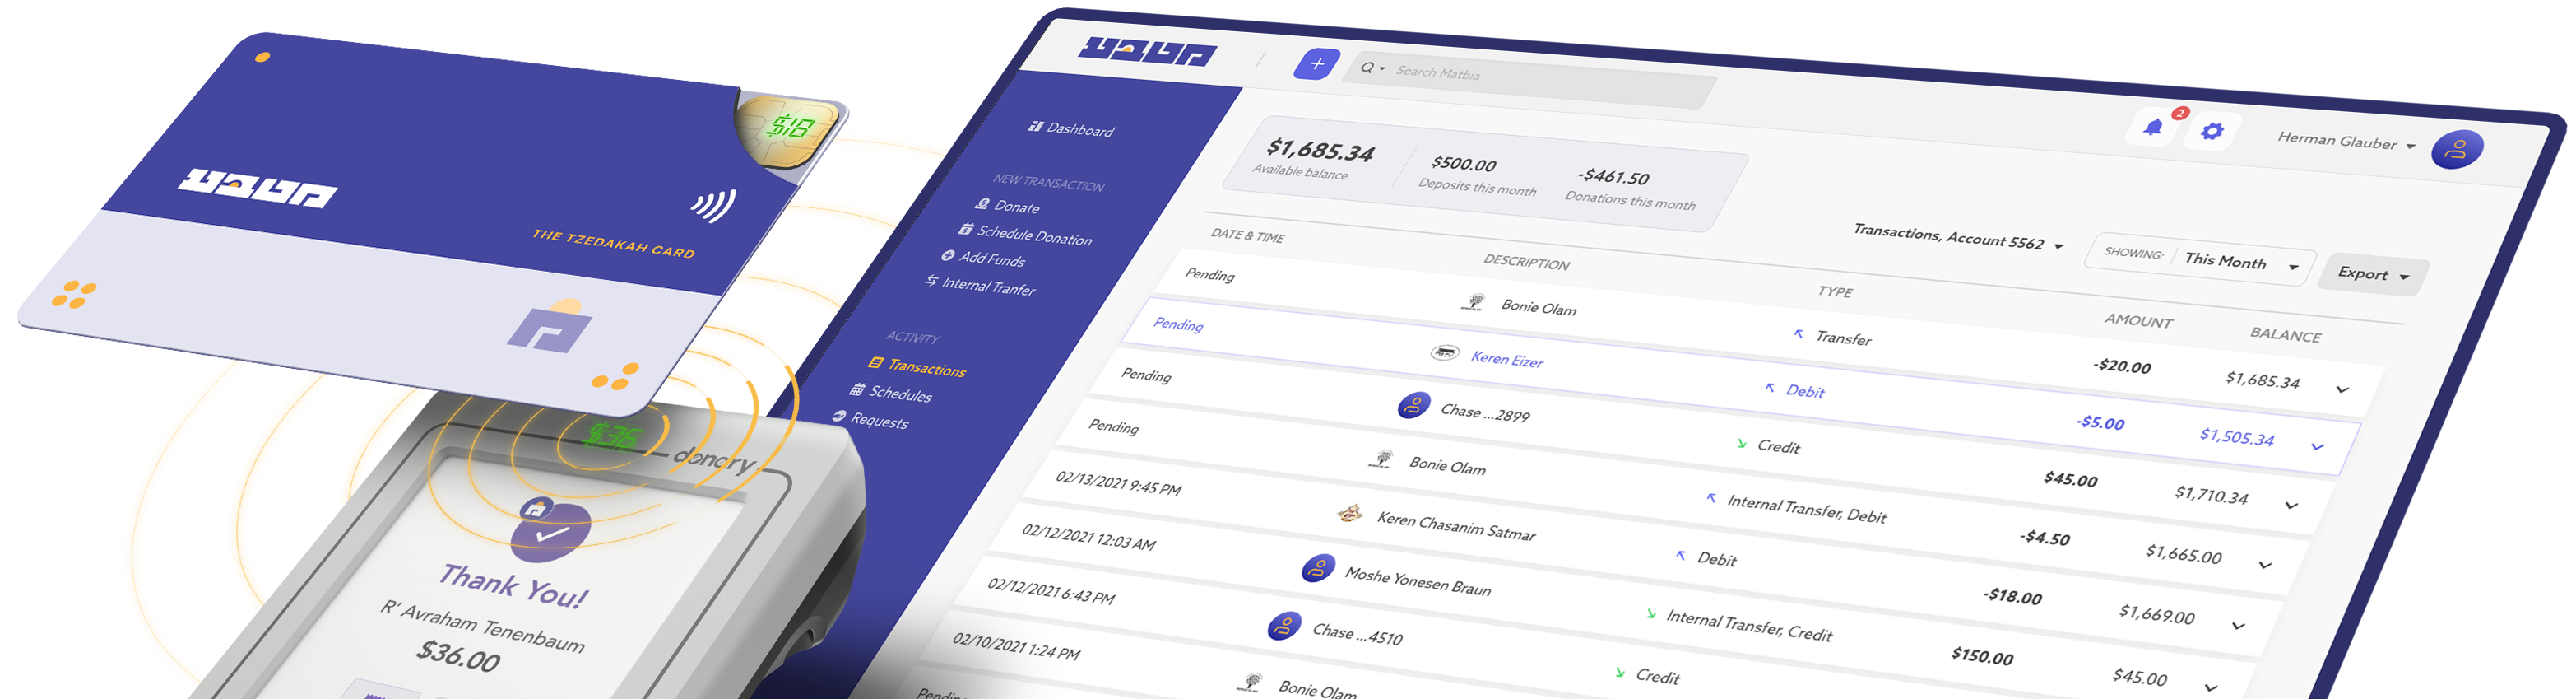 $18
מטביע
THE TZEDAKAH CARD
$36
donary
Thank You!
R' Avraham Tenenbaum
$36.00
+
Search Matbia
2
Herman Glauber
Dashboard
NEW TRANSACTION
Donate
Schedule Donation
Add Funds
Internal Tranfer
ACTIVITY
Transactions
Schedules
Requests
$1,685.34
Available balance
$500.00
Deposits this month
-$461.50
Donations this month
Transactions, Account 5562
SHOWING: This Month
Export
DATE & TIME DESCRIPTION TYPE AMOUNT BALANCE
Pending Bonie Olam Transfer -$20.00 $1,685.34
Pending Keren Eizer Debit -$5.00 $1,505.34
Pending Chase ...2899 Credit $45.00 $1,710.34
Pending Bonie Olam Internal Transfer, Debit -$4.50 $1,665.00
02/13/2021 9:45 PM Keren Chasanim Satmar Debit -$18.00 $1,669.00
02/12/2021 12:03 AM Moshe Yonesen Braun Internal Transfer, Credit $150.00 $45.00
02/12/2021 6:43 PM Chase ...4510 Credit
02/10/2021 1:24 PM Bonie Olam
Pending